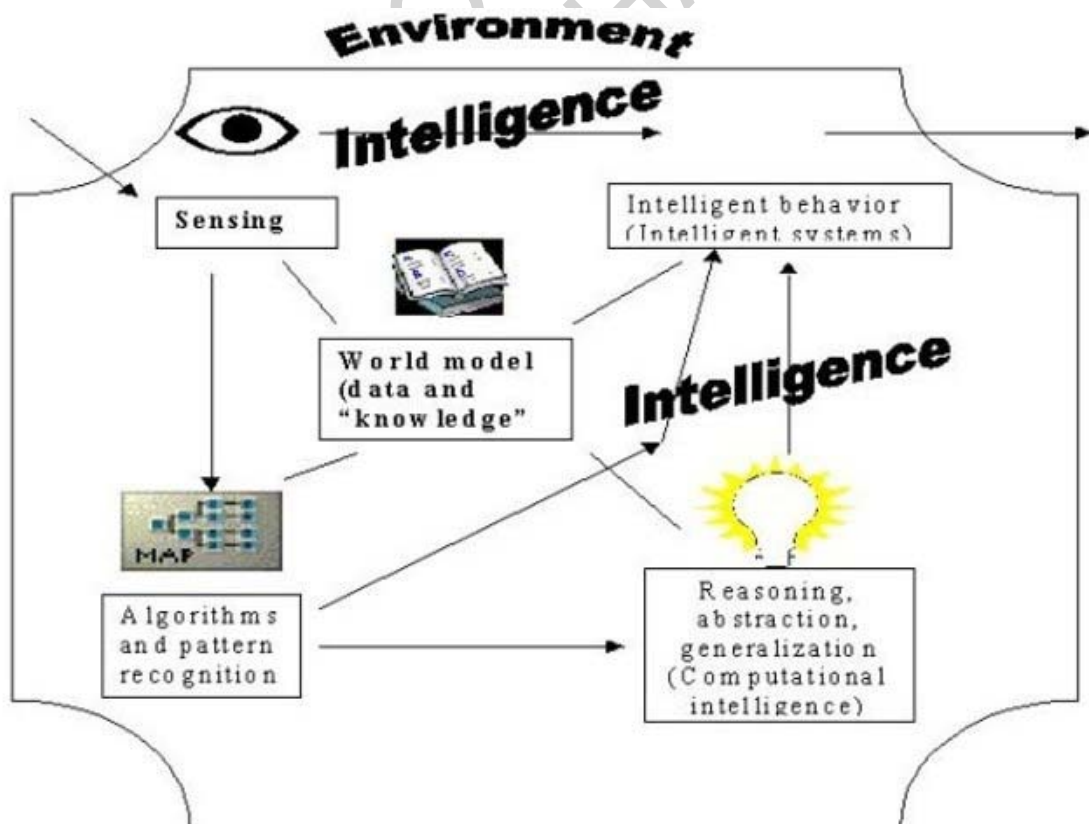 Environment
Intelligence
Sensing
Intelligent behavior
(Intelligent systems)
World model
(data and
“knowledge”
Intelligence
MAP
Algorithms
and pattern
recognition
Reasoning,
abstraction,
generalization
(Computational
intelligence)